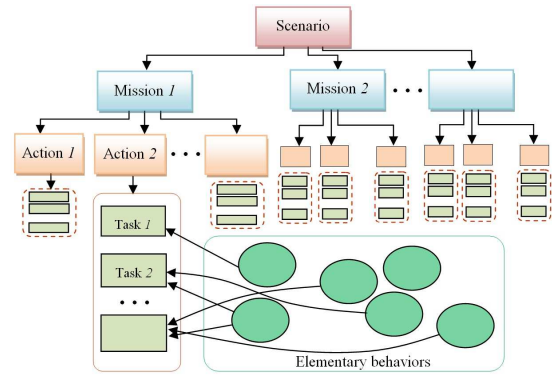 Scenario
Mission 1
Mission 2
Action 1
Action 2
Task 1
Task 2
Elementary behaviors